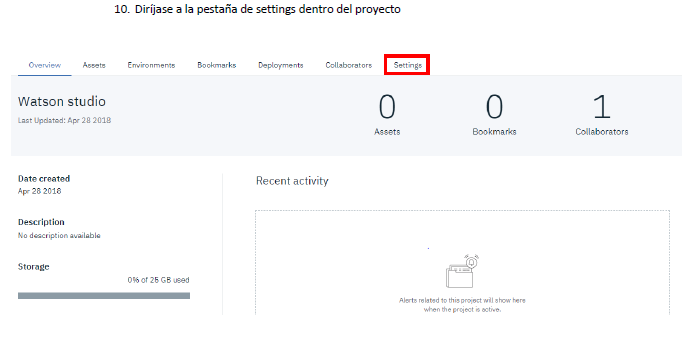 10. Diríjase a la pestaña de settings dentro del proyecto
Overview Assets Environments Bookmarks Deployments Collaborators Settings
Watson studio
Last Updated: Apr 28 2018
0 0 1
Assets Bookmarks Collaborators
Date created
Apr 28 2018
Recent activity
Description
No description available
Storage
0% of 25 GB used
Alerts related to this project will show here
when the project is active.